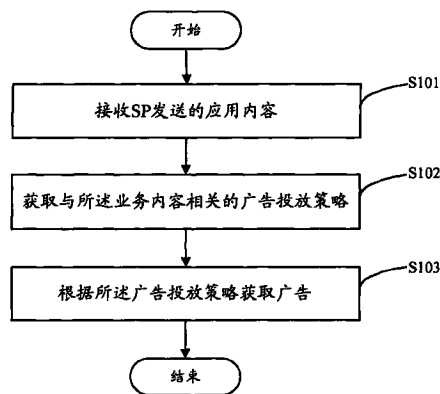 开始
接收SP发送的应用内容
S101
获取与所述业务内容相关的广告投放策略
S102
根据所述广告投放策略获取广告
S103
结束